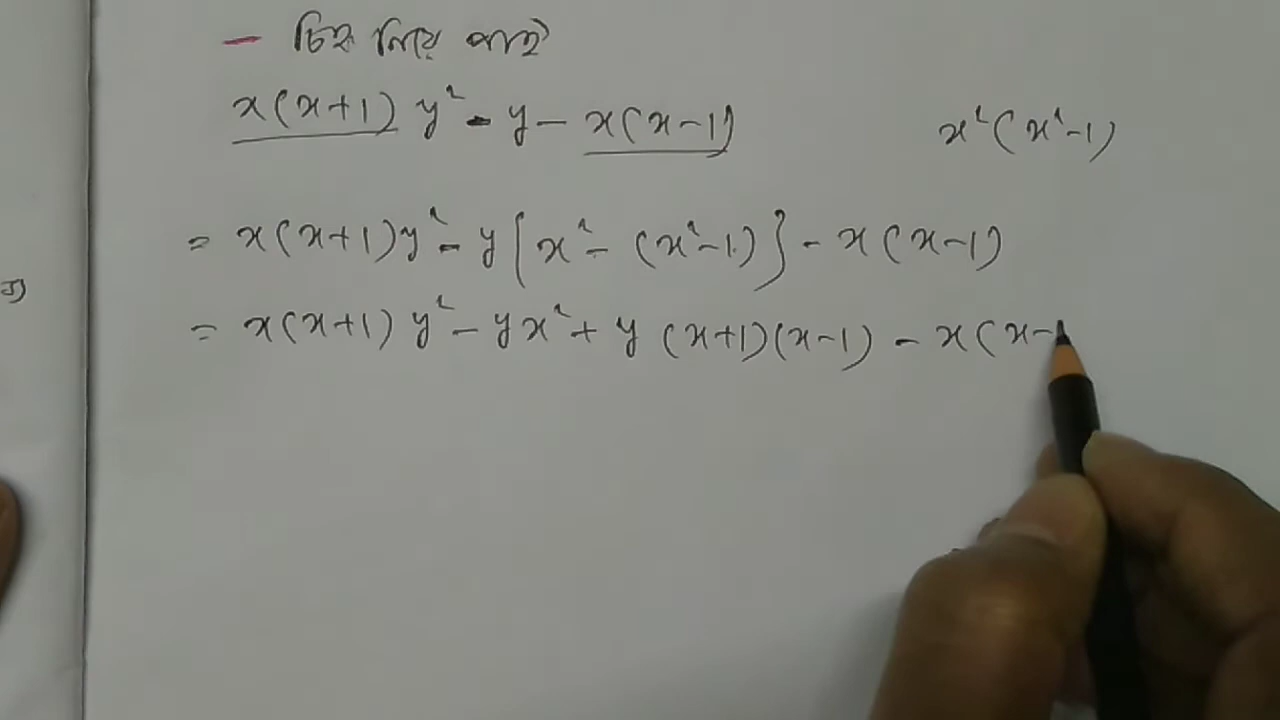 – চিহ্ন নিয়ে পাই
x(x+1) y² - y - x(x-1)
x²(x²-1)
= x(x+1)y² - y{x² - (x²-1)} - x(x-1)
= x(x+1) y² - yx² + y (x+1)(x-1) - x(x-